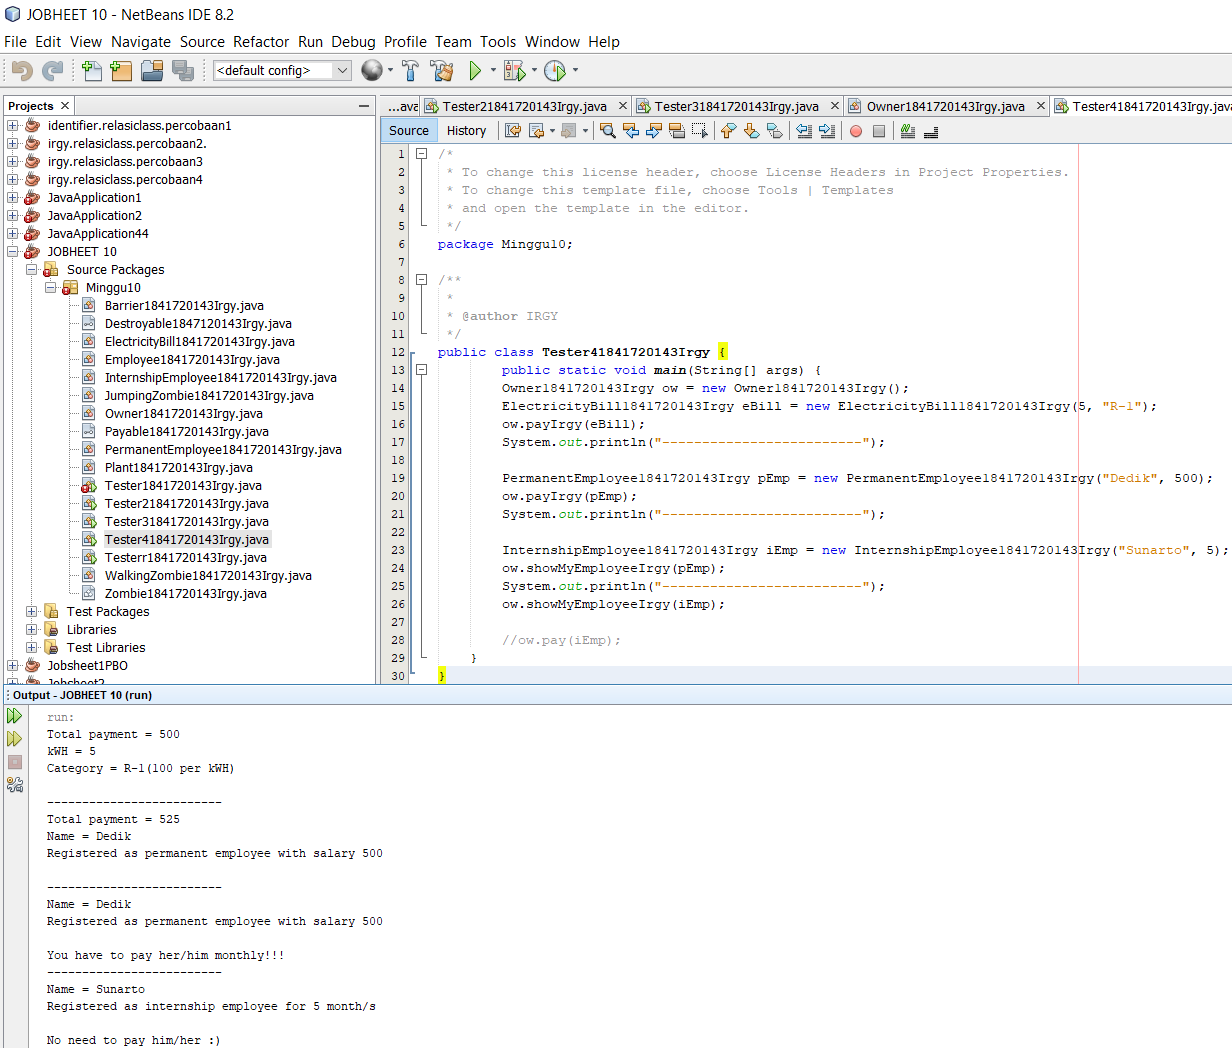 JOBHEET 10 - NetBeans IDE 8.2
File Edit View Navigate Source Refactor Run Debug Profile Team Tools Window Help
<default config>
Projects
identifier.relasiclass.percobaan1
irgy.relasiclass.percobaan2.
irgy.relasiclass.percobaan3
irgy.relasiclass.percobaan4
JavaApplication1
JavaApplication2
JavaApplication44
JOBHEET 10
Source Packages
Minggu10
Barrier1841720143Irgy.java
Destroyable1847120143Irgy.java
ElectricityBill1841720143Irgy.java
Employee1841720143Irgy.java
InternshipEmployee1841720143Irgy.java
JumpingZombie1841720143Irgy.java
Owner1841720143Irgy.java
Payable1841720143Irgy.java
PermanentEmployee1841720143Irgy.java
Plant1841720143Irgy.java
Tester1841720143Irgy.java
Tester21841720143Irgy.java
Tester31841720143Irgy.java
Tester41841720143Irgy.java
Testerr1841720143Irgy.java
WalkingZombie1841720143Irgy.java
Zombie1841720143Irgy.java
Test Packages
Libraries
Test Libraries
Jobsheet1PBO
Jobsheet2
...ava Tester21841720143Irgy.java Tester31841720143Irgy.java Owner1841720143Irgy.java Tester41841720143Irgy.java
Source History
1 /*
2 * To change this license header, choose License Headers in Project Properties.
3 * To change this template file, choose Tools | Templates
4 * and open the template in the editor.
5 */
6 package Minggu10;
7
8 /**
9 *
10 * @author IRGY
11 */
12 public class Tester41841720143Irgy {
13 public static void main(String[] args) {
14 Owner1841720143Irgy ow = new Owner1841720143Irgy();
15 ElectricityBill1841720143Irgy eBill = new ElectricityBill1841720143Irgy(5, "R-1");
16 ow.payIrgy(eBill);
17 System.out.println("-------------------------");
18
19 PermanentEmployee1841720143Irgy pEmp = new PermanentEmployee1841720143Irgy("Dedik", 500);
20 ow.payIrgy(pEmp);
21 System.out.println("-------------------------");
22
23 InternshipEmployee1841720143Irgy iEmp = new InternshipEmployee1841720143Irgy("Sunarto", 5);
24 ow.showMyEmployeeIrgy(pEmp);
25 System.out.println("-------------------------");
26 ow.showMyEmployeeIrgy(iEmp);
27
28 //ow.pay(iEmp);
29 }
30 }
Output - JOBHEET 10 (run)
run:
Total payment = 500
kWH = 5
Category = R-1(100 per kWH)
-------------------------
Total payment = 525
Name = Dedik
Registered as permanent employee with salary 500
-------------------------
Name = Dedik
Registered as permanent employee with salary 500
You have to pay her/him monthly!!!
-------------------------
Name = Sunarto
Registered as internship employee for 5 month/s
No need to pay him/her :)